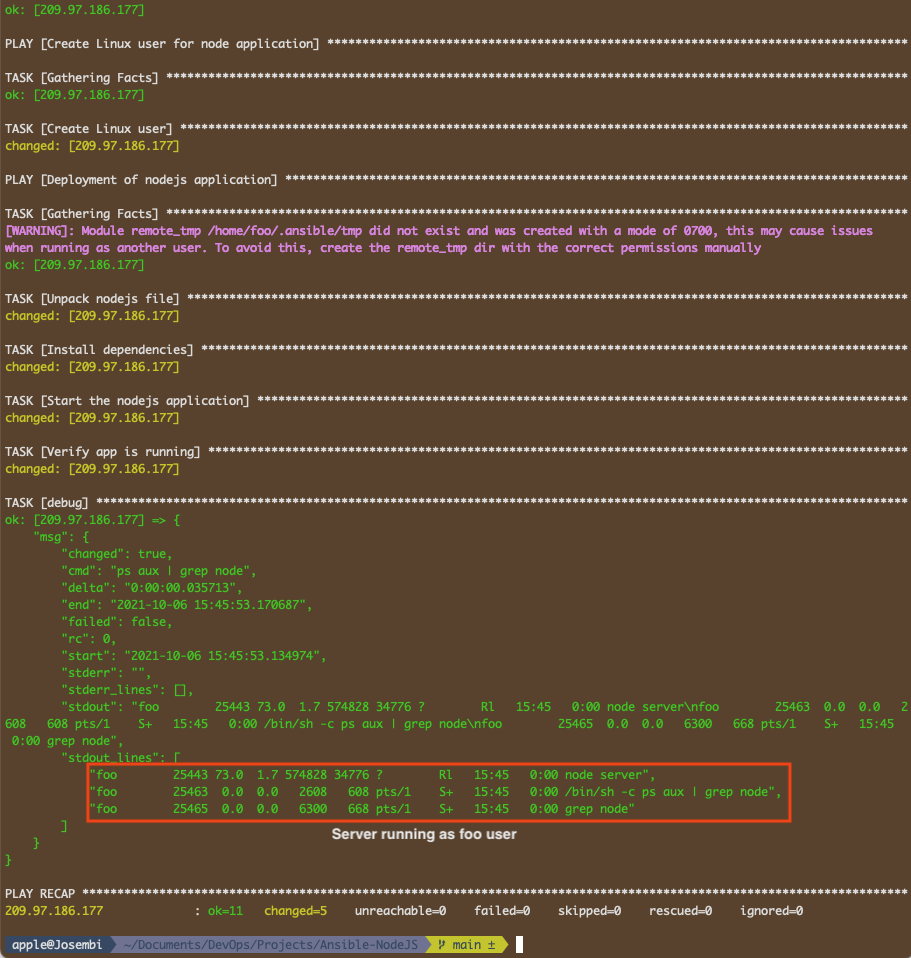 ok: [209.97.186.177]
PLAY [Create Linux user for node application] ***********************************************************************************
TASK [Gathering Facts] **********************************************************************************************************
ok: [209.97.186.177]
TASK [Create Linux user] ********************************************************************************************************
changed: [209.97.186.177]
PLAY [Deployment of nodejs application] *****************************************************************************************
TASK [Gathering Facts] **********************************************************************************************************
[WARNING]: Module remote_tmp /home/foo/.ansible/tmp did not exist and was created with a mode of 0700, this may cause issues
when running as another user. To avoid this, create the remote_tmp dir with the correct permissions manually
ok: [209.97.186.177]
TASK [Unpack nodejs file] *******************************************************************************************************
changed: [209.97.186.177]
TASK [Install dependencies] *****************************************************************************************************
changed: [209.97.186.177]
TASK [Start the nodejs application] *********************************************************************************************
changed: [209.97.186.177]
TASK [Verify app is running] ****************************************************************************************************
changed: [209.97.186.177]
TASK [debug] ********************************************************************************************************************
ok: [209.97.186.177] => {
    "msg": {
        "changed": true,
        "cmd": "ps aux | grep node",
        "delta": "0:00:00.035713",
        "end": "2021-10-06 15:45:53.170687",
        "failed": false,
        "rc": 0,
        "start": "2021-10-06 15:45:53.134974",
        "stderr": "",
        "stderr_lines": [],
        "stdout": "foo        25443 73.0  1.7 574828 34776 ?        Rl   15:45   0:00 node server\nfoo        25463  0.0  0.0   2
608   608 pts/1    S+   15:45   0:00 /bin/sh -c ps aux | grep node\nfoo        25465  0.0  0.0   6300   668 pts/1    S+   15:45
 0:00 grep node",
        "stdout_lines": [
            "foo        25443 73.0  1.7 574828 34776 ?        Rl   15:45   0:00 node server",
            "foo        25463  0.0  0.0   2608   608 pts/1    S+   15:45   0:00 /bin/sh -c ps aux | grep node",
            "foo        25465  0.0  0.0   6300   668 pts/1    S+   15:45   0:00 grep node"
        ]
Server running as foo user
    }
}
PLAY RECAP **********************************************************************************************************************
209.97.186.177             : ok=11   changed=5    unreachable=0    failed=0    skipped=0    rescued=0    ignored=0
apple@Josembi ~/Documents/DevOps/Projects/Ansible-NodeJS main ±